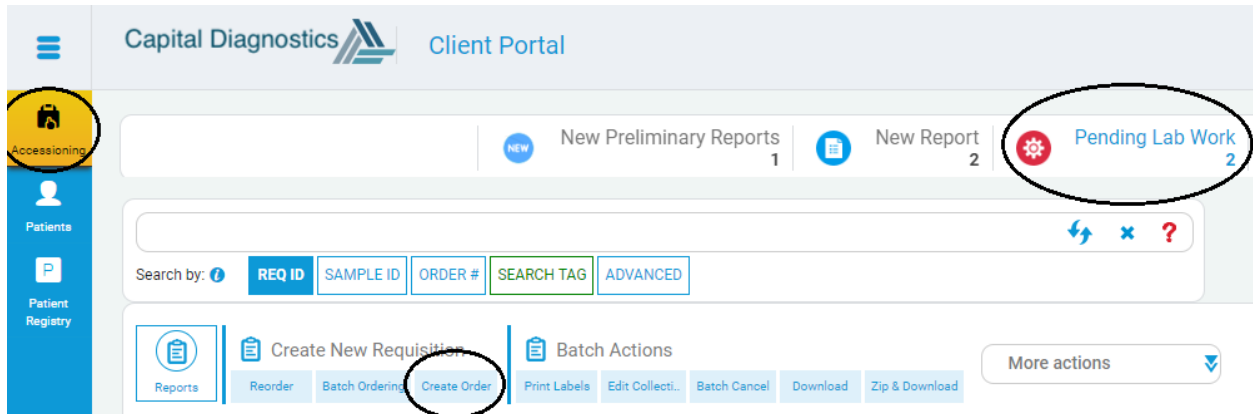 Capital Diagnostics
Client Portal
Accessioning
NEW
New Preliminary Reports
1
New Report
2
Pending Lab Work
2
Patients
P
Patient
Registry
?
Search by: i REQ ID SAMPLE ID ORDER # SEARCH TAG ADVANCED
Create New Requisition
Batch Actions
More actions
Reports
Reorder Batch Ordering Create Order
Print Labels Edit Collecti.. Batch Cancel Download Zip & Download